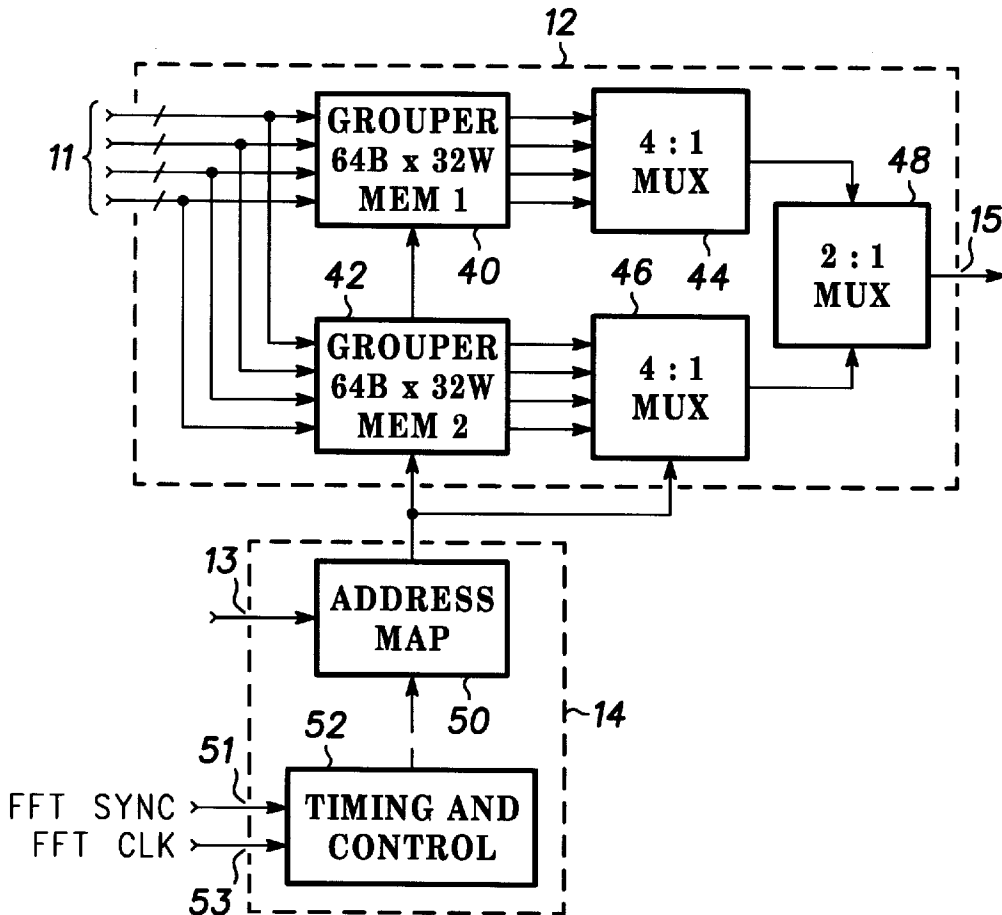 12
11
GROUPER
64B x 32W
MEM 1
40
4 : 1
MUX
44
48
2 : 1
MUX
15
42
GROUPER
64B x 32W
MEM 2
46
4 : 1
MUX
13
ADDRESS
MAP
50
14
52
51
FFT SYNC
FFT CLK
53
TIMING AND
CONTROL